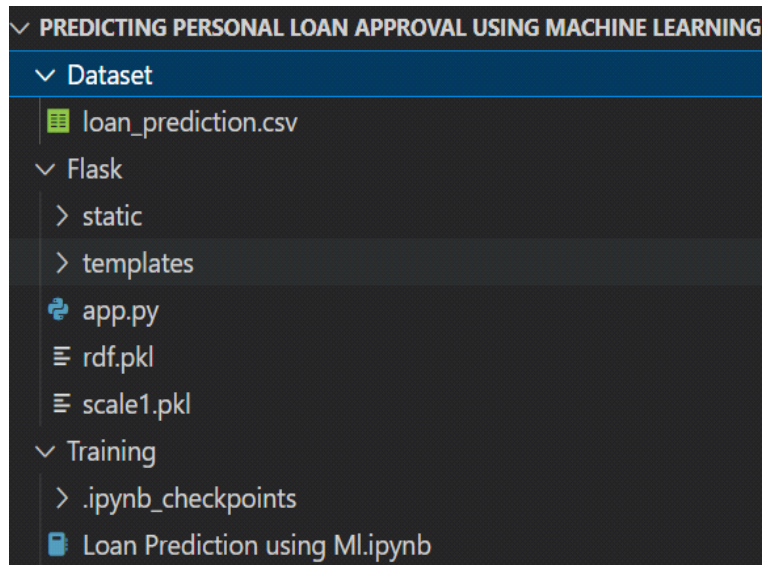 PREDICTING PERSONAL LOAN APPROVAL USING MACHINE LEARNING
Dataset
loan_prediction.csv
Flask
static
templates
app.py
rdf.pkl
scale1.pkl
Training
.ipynb_checkpoints
Loan Prediction using Ml.ipynb